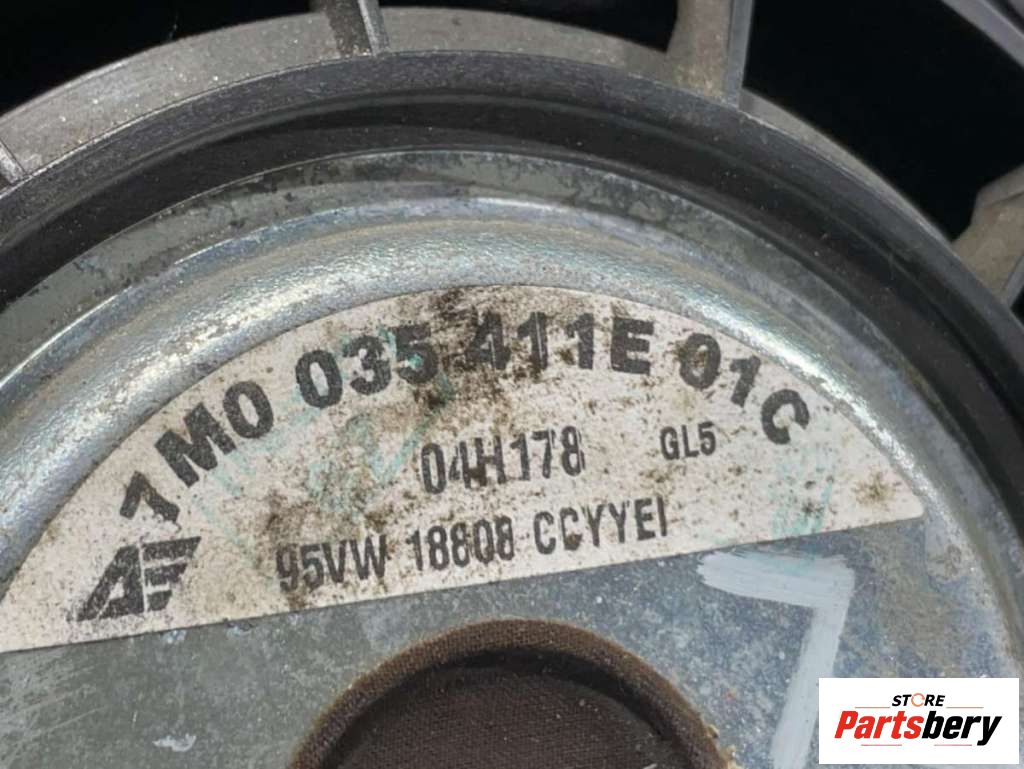 1M0 035 411E 01C
04H178 GL5
95VW 18808 CCYYEI
STORE
Partsbery